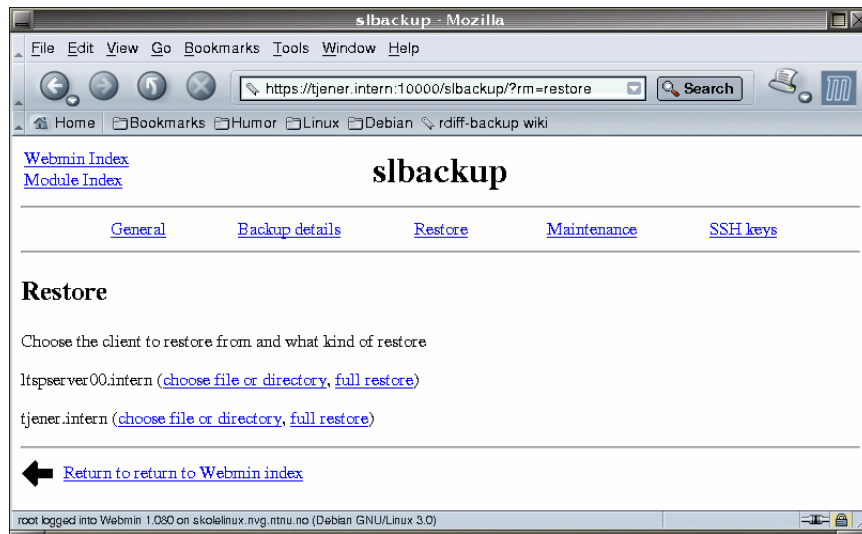 slbackup - Mozilla
File Edit View Go Bookmarks Tools Window Help
https://tjener.intern:10000/slbackup/?rm=restore Search
Home Bookmarks Humor Linux Debian rdiff-backup wiki
Webmin Index
Module Index
slbackup
General Backup details Restore Maintenance SSH keys
Restore
Choose the client to restore from and what kind of restore
ltspserver00.intern (choose file or directory, full restore)
tjener.intern (choose file or directory, full restore)
Return to return to Webmin index
root logged into Webmin 1.080 on skolelinux.nvg.ntnu.no (Debian GNU/Linux 3.0)